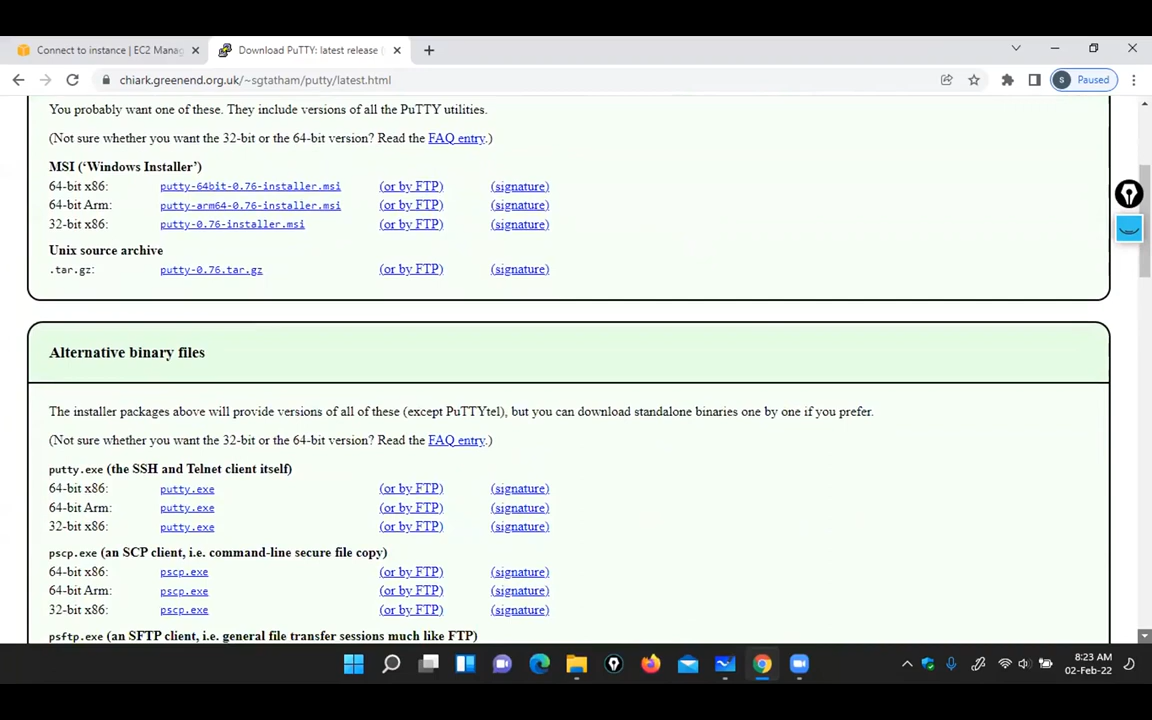 Connect to instance | EC2 Manag
Download PuTTY: latest release (
chiark.greenend.org.uk/~sgtatham/putty/latest.html
S Paused
You probably want one of these. They include versions of all the PuTTY utilities.
(Not sure whether you want the 32-bit or the 64-bit version? Read the FAQ entry.)
MSI (‘Windows Installer’)
64-bit x86: putty-64bit-0.76-installer.msi (or by FTP) (signature)
64-bit Arm: putty-arm64-0.76-installer.msi (or by FTP) (signature)
32-bit x86: putty-0.76-installer.msi (or by FTP) (signature)
Unix source archive
.tar.gz: putty-0.76.tar.gz (or by FTP) (signature)
Alternative binary files
The installer packages above will provide versions of all of these (except PuTTYtel), but you can download standalone binaries one by one if you prefer.
(Not sure whether you want the 32-bit or the 64-bit version? Read the FAQ entry.)
putty.exe (the SSH and Telnet client itself)
64-bit x86: putty.exe (or by FTP) (signature)
64-bit Arm: putty.exe (or by FTP) (signature)
32-bit x86: putty.exe (or by FTP) (signature)
pscp.exe (an SCP client, i.e. command-line secure file copy)
64-bit x86: pscp.exe (or by FTP) (signature)
64-bit Arm: pscp.exe (or by FTP) (signature)
32-bit x86: pscp.exe (or by FTP) (signature)
psftp.exe (an SFTP client, i.e. general file transfer sessions much like FTP)
8:23 AM
02-Feb-22